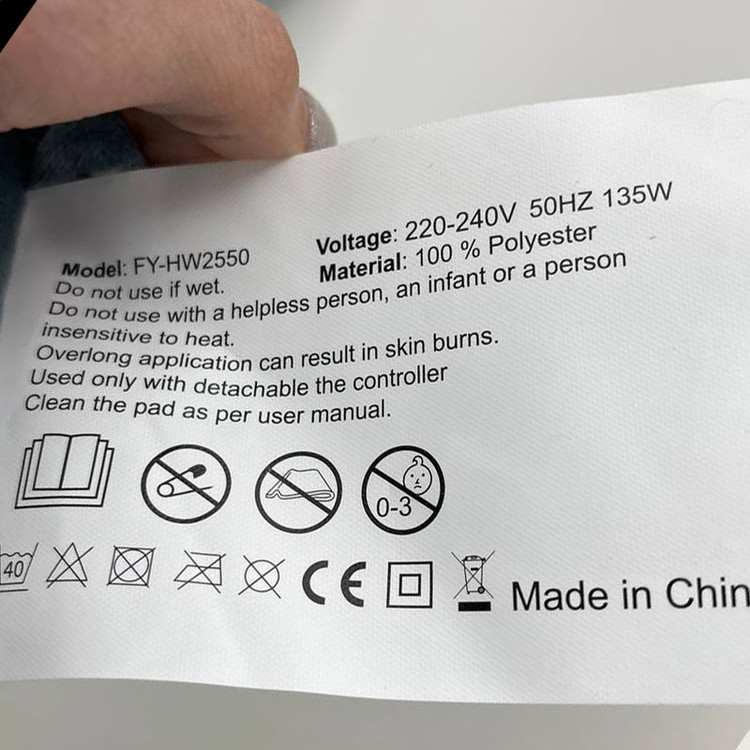 Model: FY-HW2550
Voltage: 220-240V 50HZ 135W
Material: 100 % Polyester
Do not use if wet.
Do not use with a helpless person, an infant or a person
insensitive to heat.
Overlong application can result in skin burns.
Used only with detachable the controller
Clean the pad as per user manual.
0-3
40
CE
Made in Chin